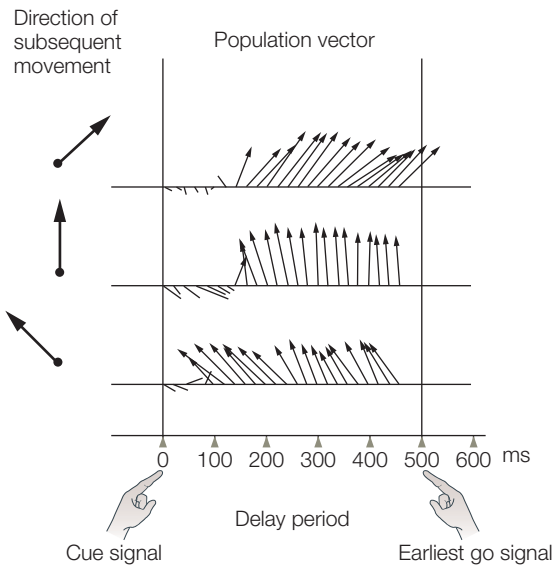 Direction of
subsequent
movement
Population vector
0 100 200 300 400 500 600 ms
Delay period
Cue signal
Earliest go signal